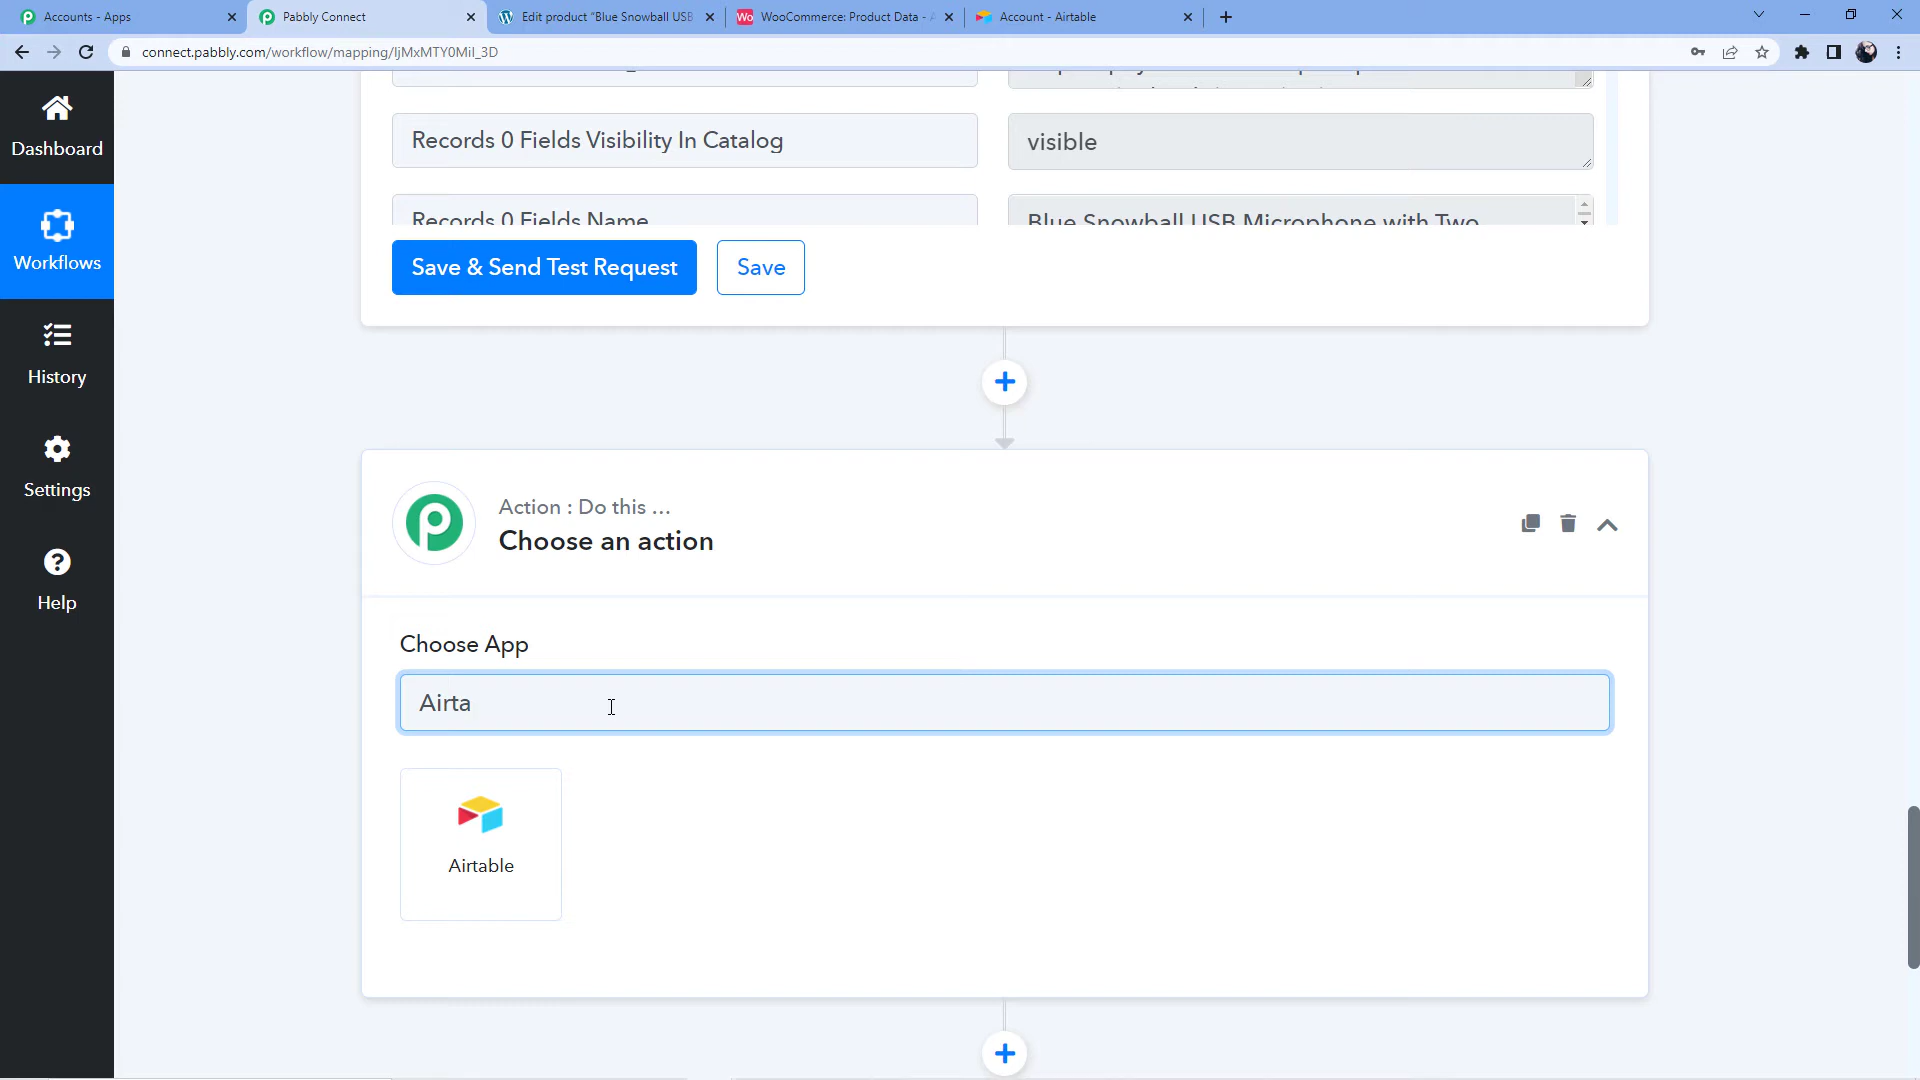 Accounts - Apps
Pabbly Connect
Edit product "Blue Snowball USB
WooCommerce: Product Data -
Account - Airtable
connect.pabbly.com/workflow/mapping/IjMxMTY0MiI_3D
Dashboard
Workflows
History
Settings
Help
Records 0 Fields Visibility In Catalog
visible
Records 0 Fields Name
Blue Snowball USB Microphone with Two
Save & Send Test Request
Save
Action : Do this ...
Choose an action
Choose App
Airta
Airtable